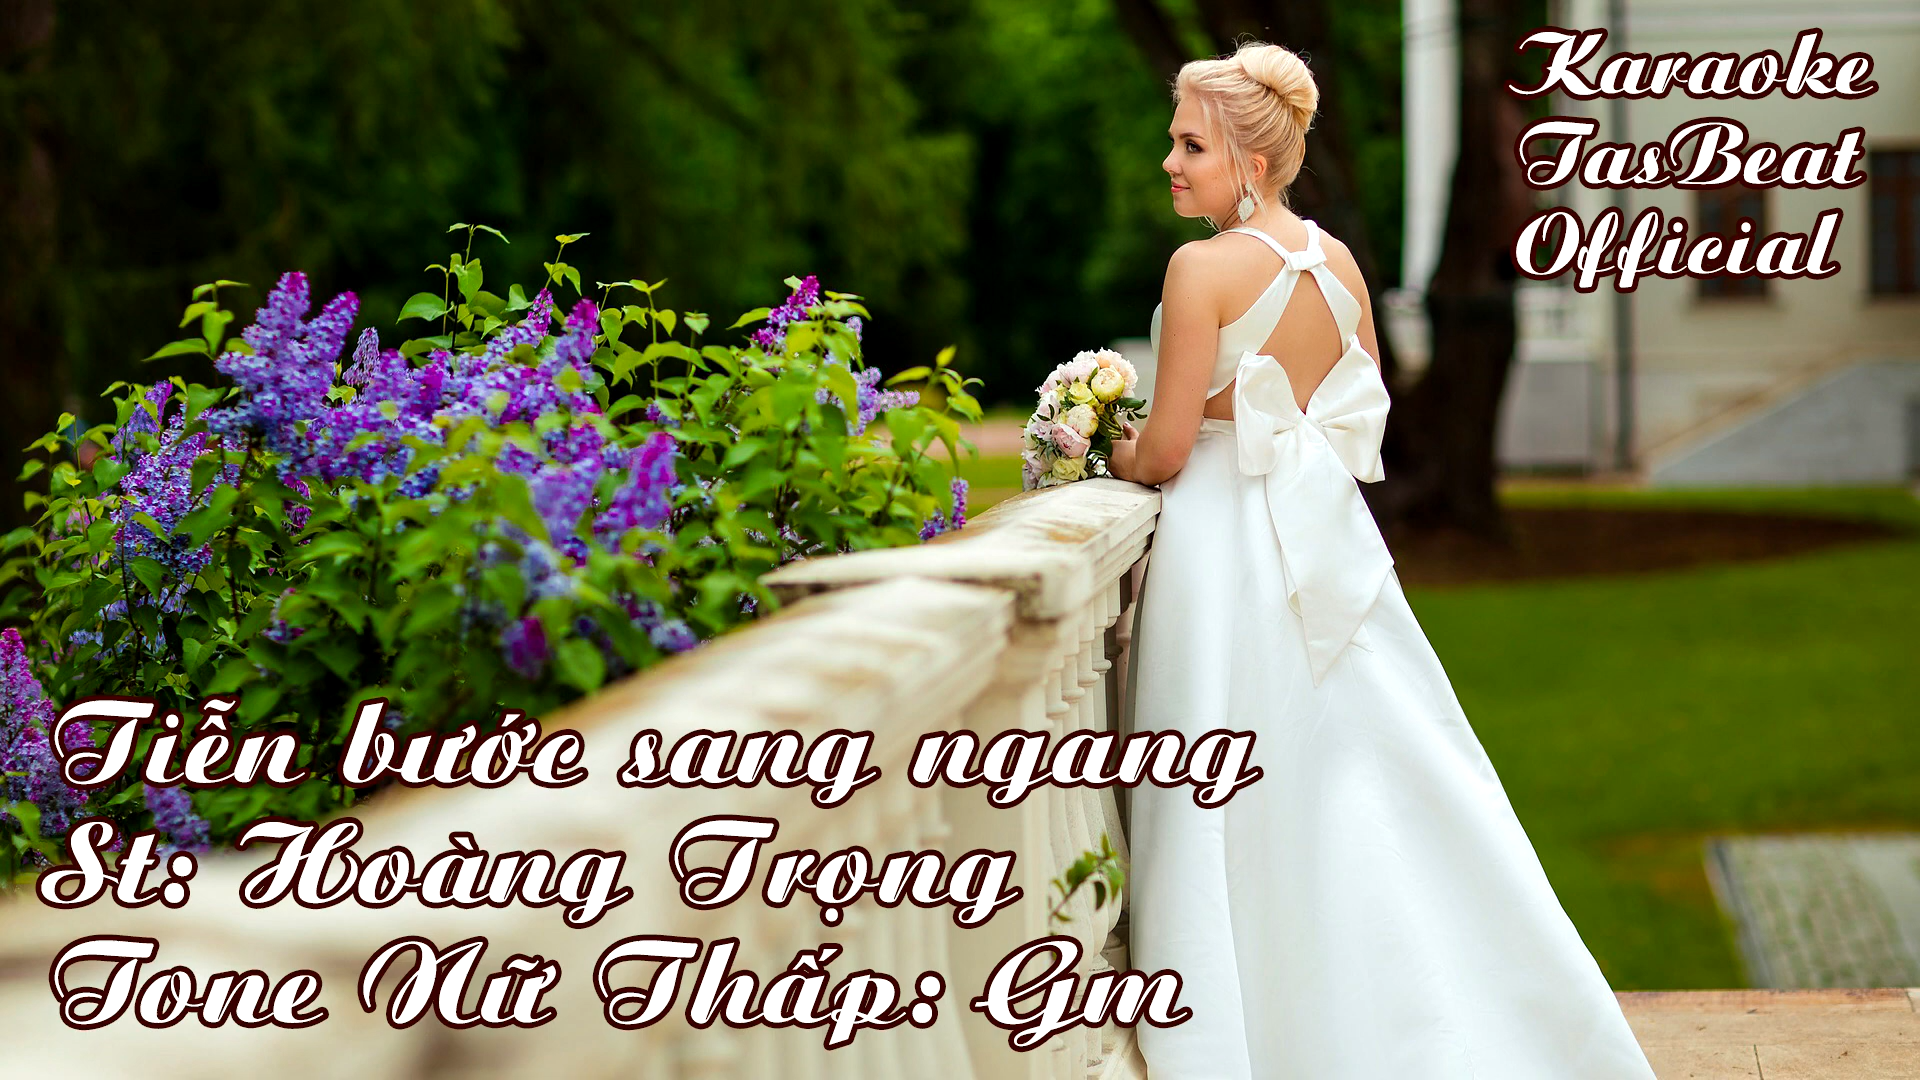 Karaoke
TasBeat
Official
Tiễn bước sang ngang
St: Hoàng Trọng
Tone Nữ Thấp: Gm